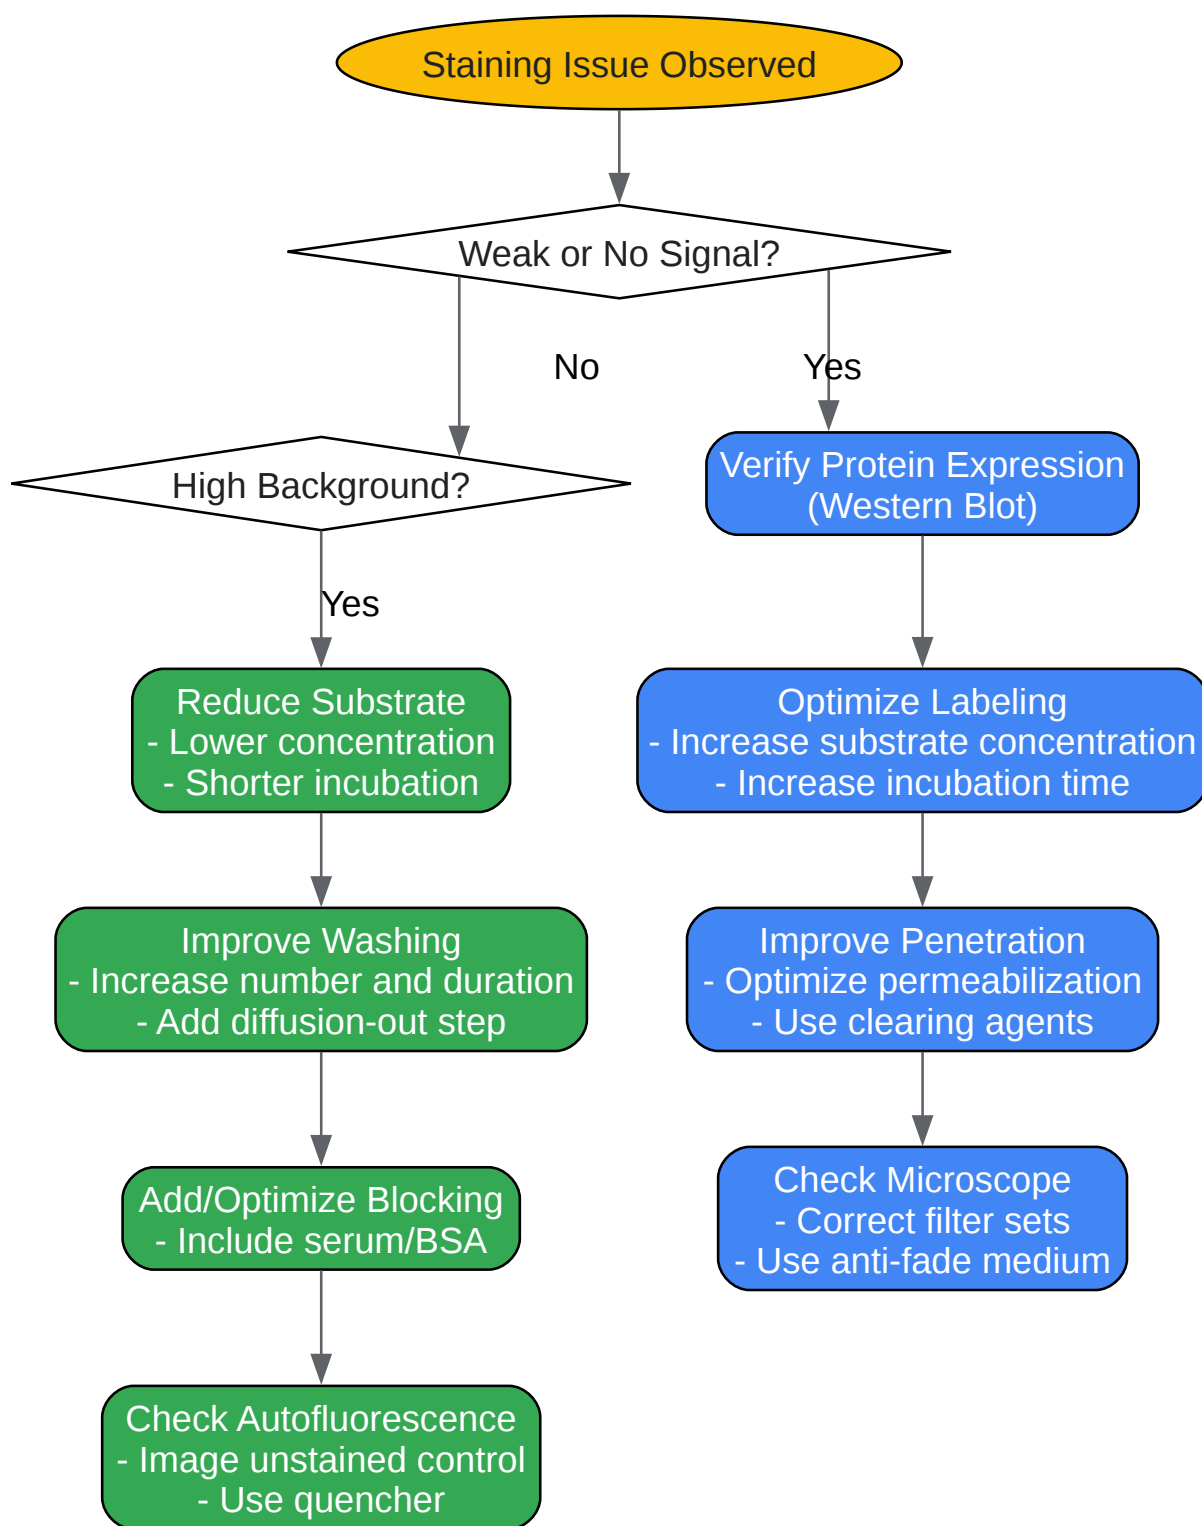 Staining Issue Observed
Weak or No Signal?
No
Yes
High Background?
Verify Protein Expression
(Western Blot)
Yes
Reduce Substrate
- Lower concentration
- Shorter incubation
Optimize Labeling
- Increase substrate concentration
- Increase incubation time
Improve Washing
- Increase number and duration
- Add diffusion-out step
Improve Penetration
- Optimize permeabilization
- Use clearing agents
Add/Optimize Blocking
- Include serum/BSA
Check Microscope
- Correct filter sets
- Use anti-fade medium
Check Autofluorescence
- Image unstained control
- Use quencher